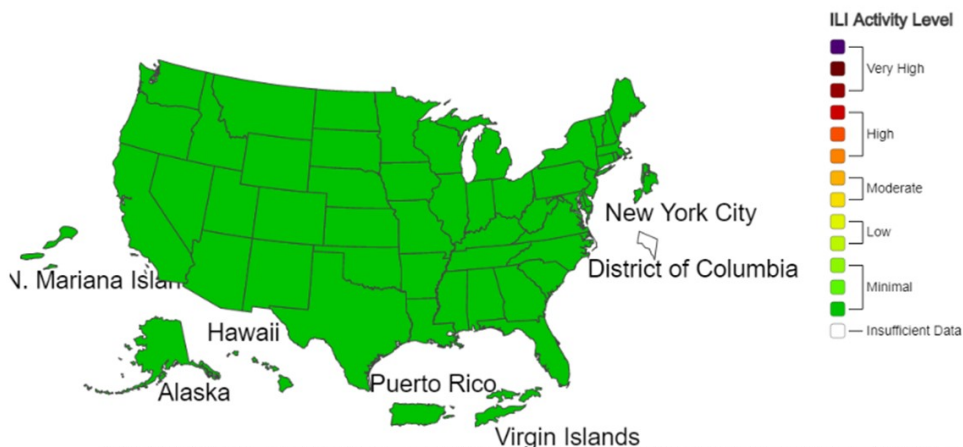 ILI Activity Level
Very High
High
Moderate
Low
Minimal
Insufficient Data
New York City
District of Columbia
N. Mariana Islan
Hawaii
Alaska
Puerto Rico
Virgin Islands